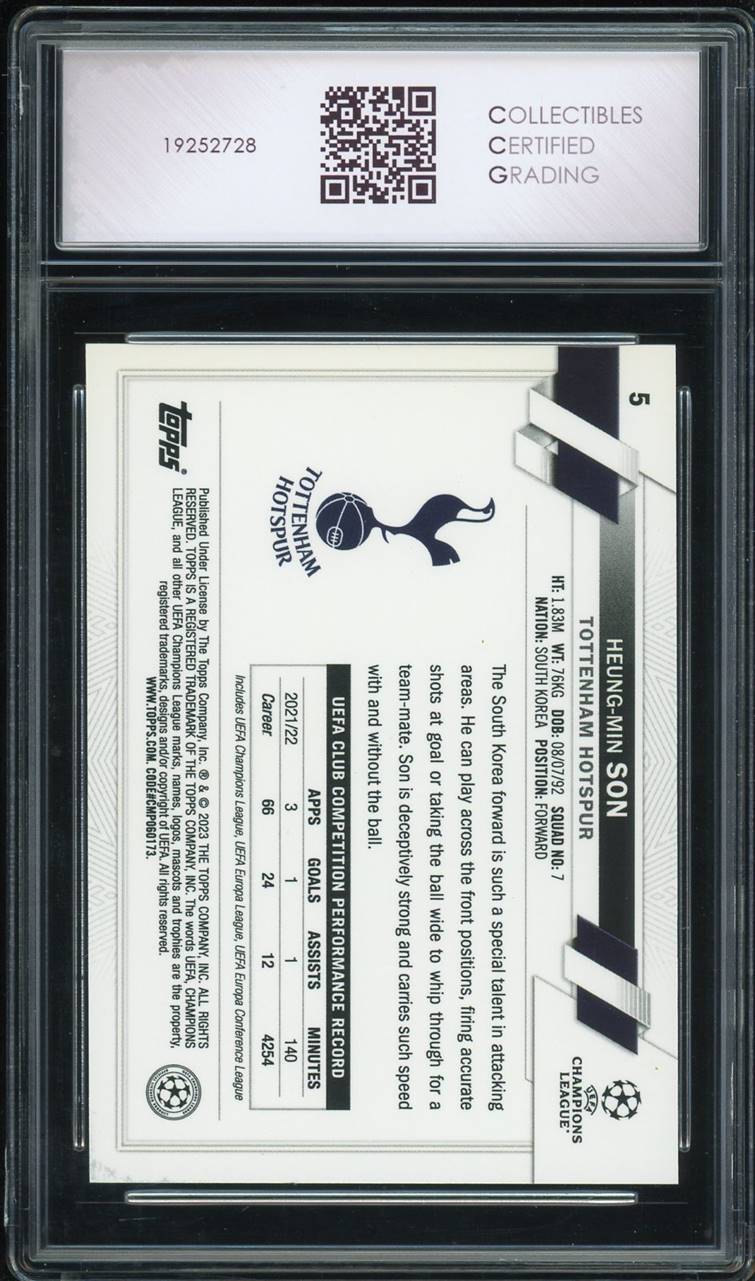 19252728
COLLECTIBLES
CERTIFIED
GRADING
5
HEUNG-MIN SON
TOTTENHAM HOTSPUR
HT: 1.83M WT: 76KG DOB: 08/07/92 SQUAD NO: 7
NATION: SOUTH KOREA POSITION: FORWARD
CHAMPIONS
LEAGUE
UEFA
TOTTENHAM
HOTSPUR
The South Korea forward is such a special talent in attacking
areas. He can play across the front positions, firing accurate
shots at goal or taking the ball wide to whip through for a
team-mate. Son is deceptively strong and carries such speed
with and without the ball.
UEFA CLUB COMPETITION PERFORMANCE RECORD
APPS GOALS ASSISTS MINUTES
2021/22 3 1 1 140
Career 66 24 12 4254
Includes UEFA Champions League, UEFA Europa League, UEFA Europa Conference League
topps®
Published Under License by The Topps Company, Inc. ® & © 2023 THE TOPPS COMPANY, INC. ALL RIGHTS
RESERVED. TOPPS IS A REGISTERED TRADEMARK OF THE TOPPS COMPANY, INC. The words UEFA, CHAMPIONS
LEAGUE, and all other UEFA Champions League marks, names, logos, mascots and trophies are the property,
registered trademarks, designs and/or copyright of UEFA. All rights reserved.
WWW.TOPPS.COM. CODE#CMP060173.